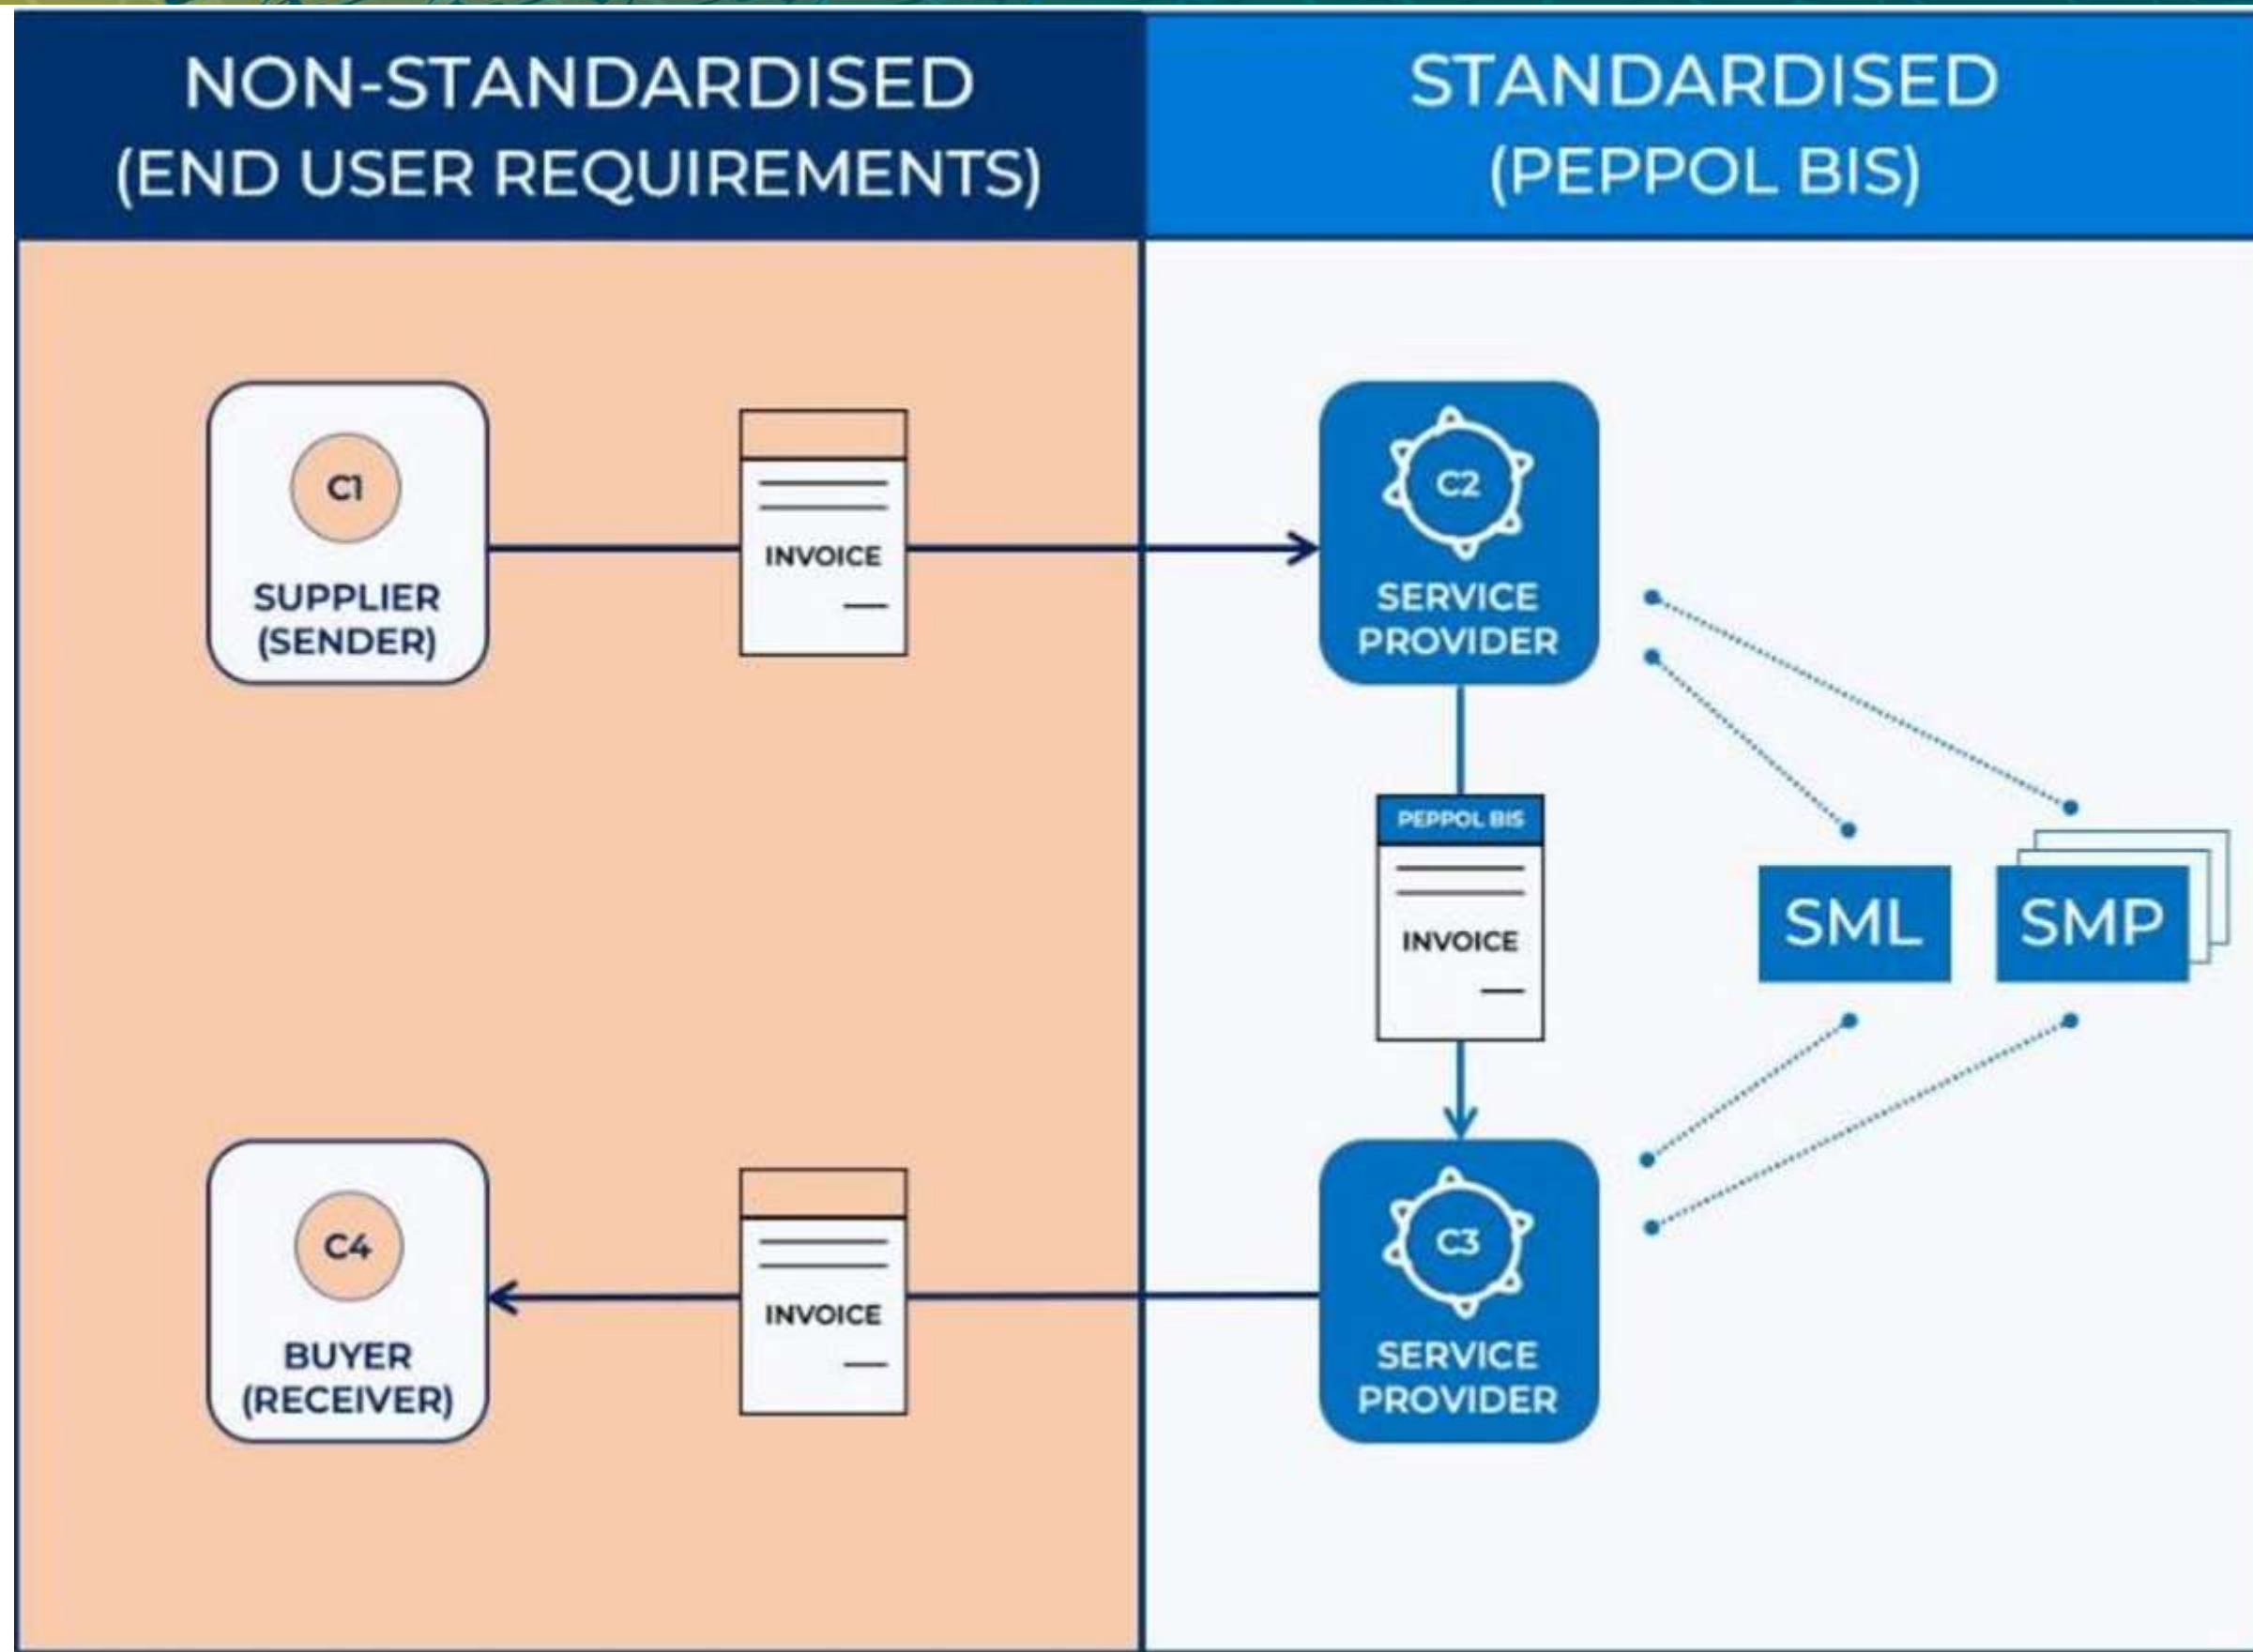 NON-STANDARDISED
(END USER REQUIREMENTS)
STANDARDISED
(PEPPOL BIS)
C1
SUPPLIER
(SENDER)
INVOICE
C2
SERVICE
PROVIDER
PEPPOL BIS
INVOICE
SML
SMP
C4
BUYER
(RECEIVER)
INVOICE
C3
SERVICE
PROVIDER